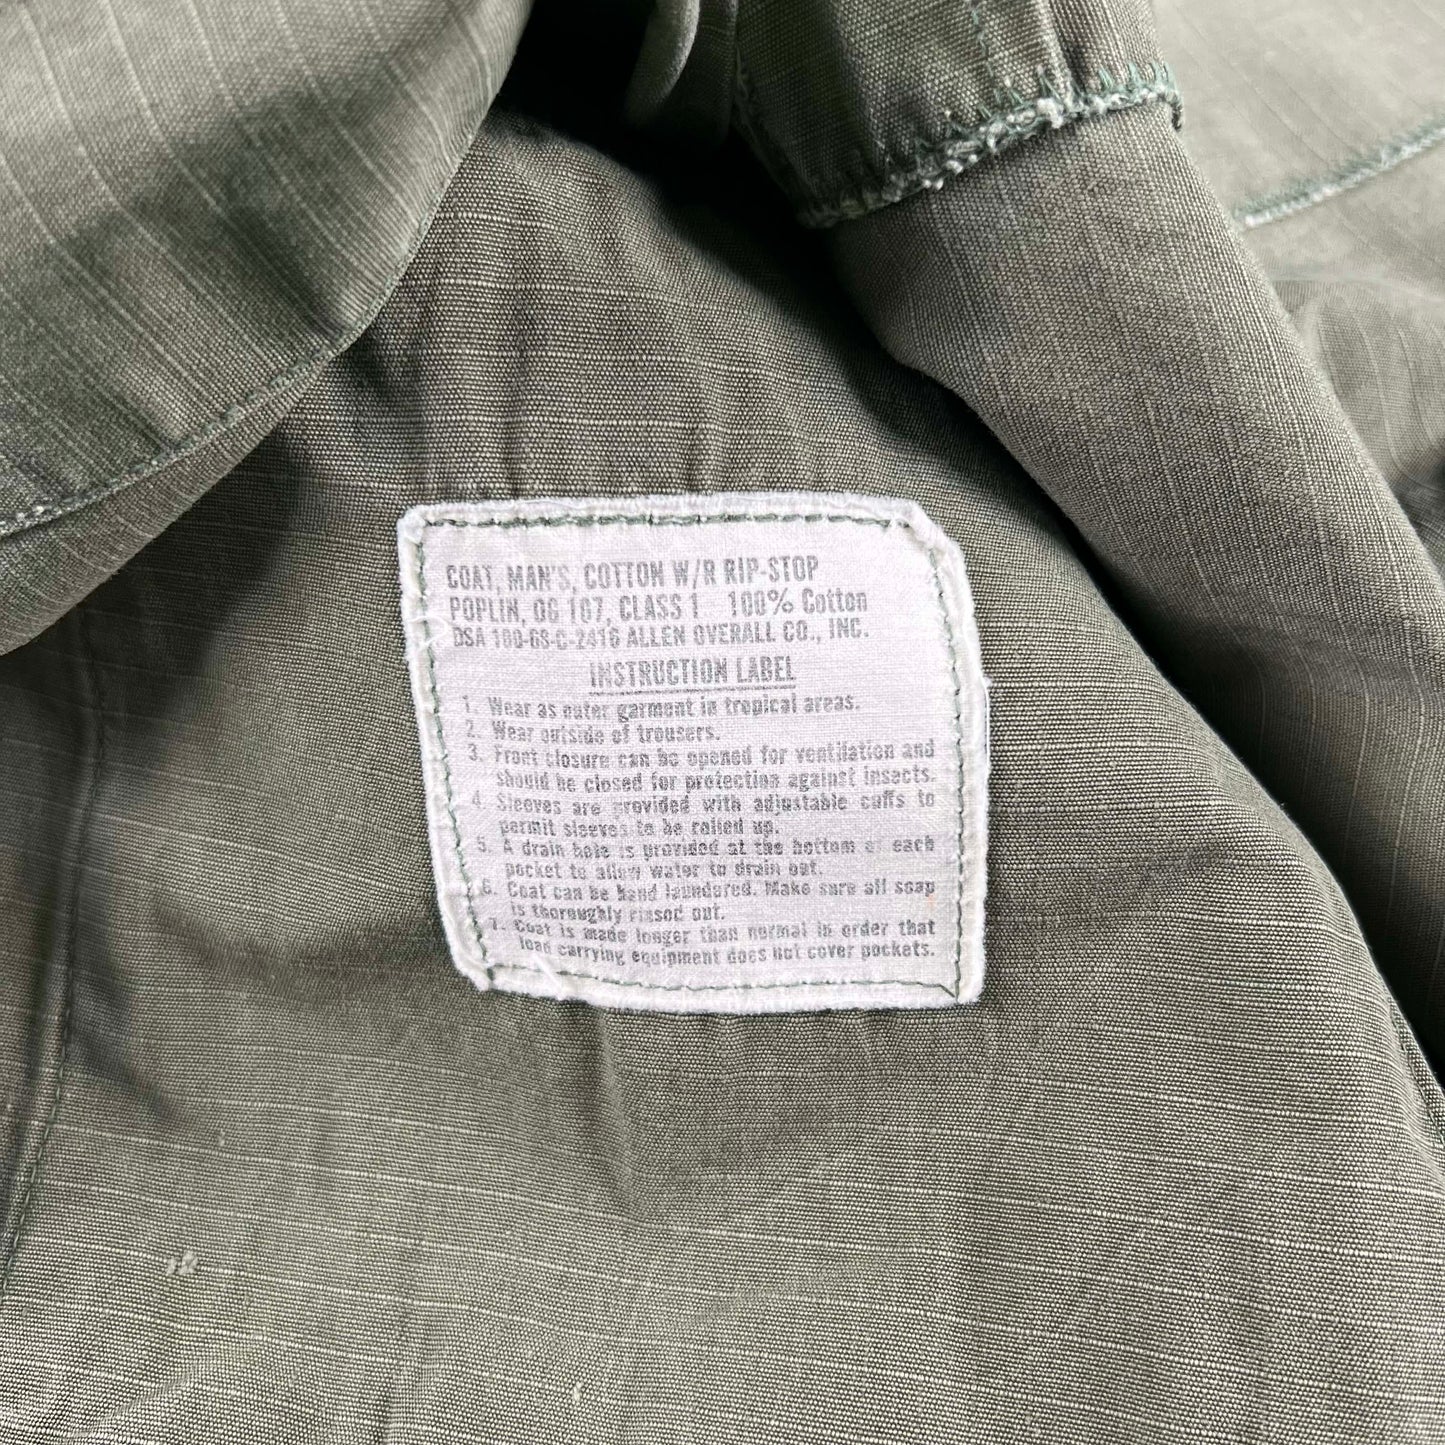 COAT, MAN'S, COTTON W/R RIP-STOP
POPLIN, OG 107, CLASS 1 100% Cotton
DSA 100-68-C-2416 ALLEN OVERALL CO., INC.
INSTRUCTION LABEL
1. Wear as outer garment in tropical areas.
2. Wear outside of trousers.
3. Front closure can be opened for ventilation and
should be closed for protection against insects.
4. Sleeves are provided with adjustable cuffs to
permit sleeves to be rolled up.
5. A drain hole is provided at the bottom of each
pocket to allow water to drain out.
6. Coat can be hand laundured. Make sure all soap
is thoroughly rinsed out.
7. Coat is made longer than normal in order that
load carrying equipment does not cover pockets.